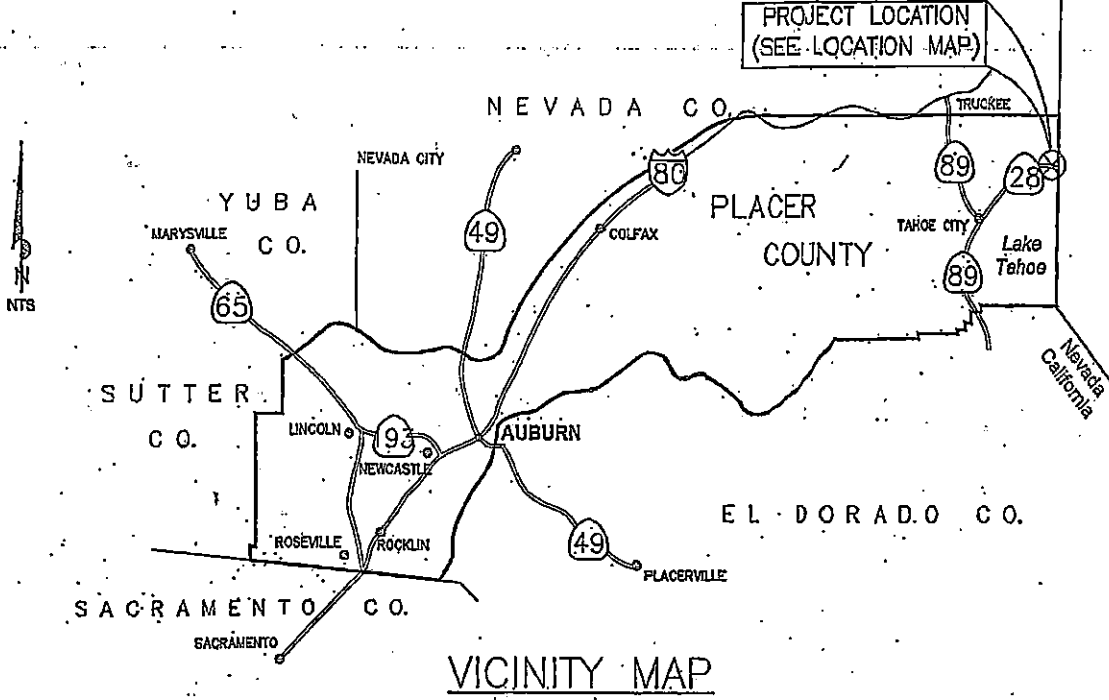 PROJECT LOCATION
(SEE LOCATION MAP)
NEVADA CO.
TRUCKEE
NEVADA CITY
80
89
28
YUBA
CO.
PLACER
COUNTY
MARYSVILLE
49
COLFAX
TAHOE CITY
Lake
Tahoe
N
NTS
65
89
Nevada
California
SUTTER
CO.
LINCOLN
193
AUBURN
NEWCASTLE
EL DORADO CO.
ROSEVILLE
ROCKLIN
49
PLACERVILLE
SACRAMENTO CO.
SACRAMENTO
VICINITY MAP